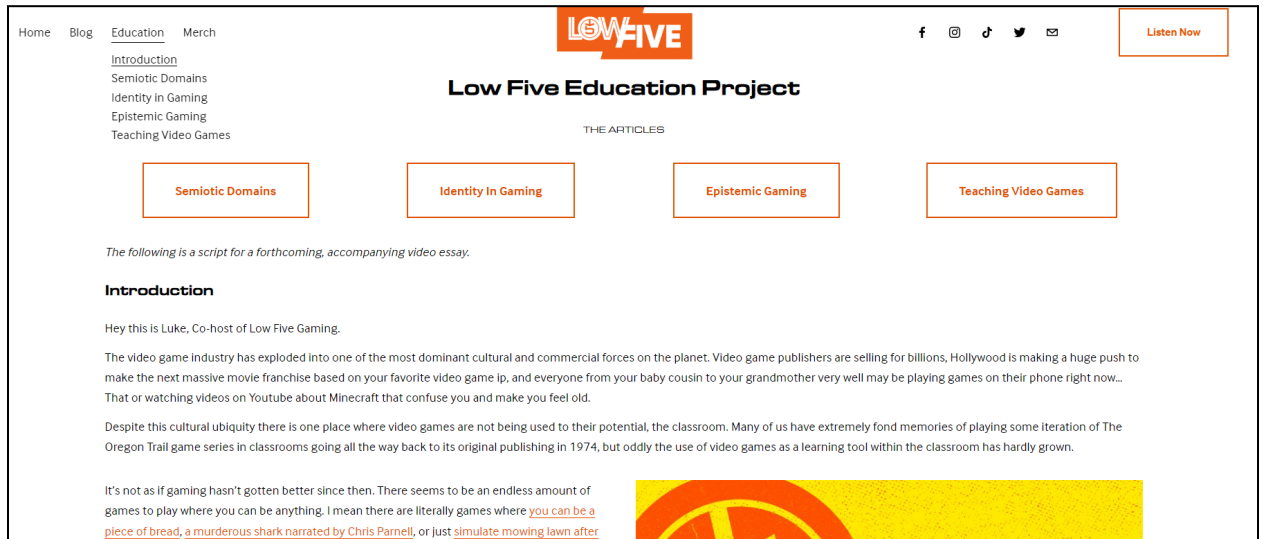 Home Blog Education Merch
LOW FIVE
Listen Now
Introduction
Semiotic Domains
Identity in Gaming
Epistemic Gaming
Teaching Video Games
Low Five Education Project
THE ARTICLES
Semiotic Domains
Identity In Gaming
Epistemic Gaming
Teaching Video Games
The following is a script for a forthcoming, accompanying video essay.
Introduction
Hey this is Luke, Co-host of Low Five Gaming.
The video game industry has exploded into one of the most dominant cultural and commercial forces on the planet. Video game publishers are selling for billions, Hollywood is making a huge push to
make the next massive movie franchise based on your favorite video game ip, and everyone from your baby cousin to your grandmother very well may be playing games on their phone right now...
That or watching videos on Youtube about Minecraft that confuse you and make you feel old.
Despite this cultural ubiquity there is one place where video games are not being used to their potential, the classroom. Many of us have extremely fond memories of playing some iteration of The
Oregon Trail game series in classrooms going all the way back to its original publishing in 1974, but oddly the use of video games as a learning tool within the classroom has hardly grown.
It's not as if gaming hasn't gotten better since then. There seems to be an endless amount of
games to play where you can be anything. I mean there are literally games where you can be a
piece of bread, a murderous shark narrated by Chris Parnell, or just simulate mowing lawn after